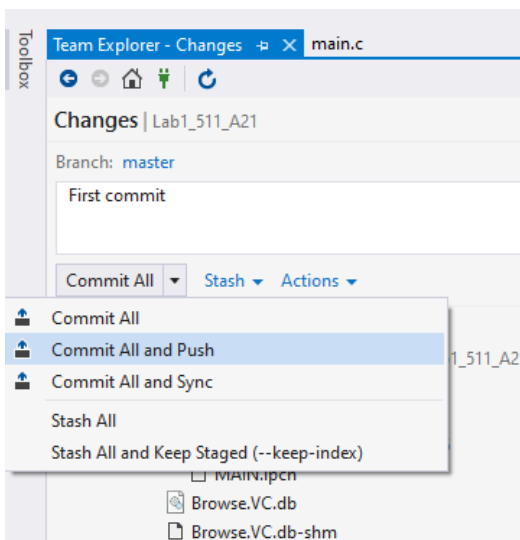 Toolbox
Team Explorer - Changes main.c
Changes | Lab1_511_A21
Branch: master
First commit
Commit All Stash Actions
Commit All
Commit All and Push
1_511_A2
Commit All and Sync
Stash All
Stash All and Keep Staged (--keep-index)
MAIN.ipch
Browse.VC.db
Browse.VC.db-shm